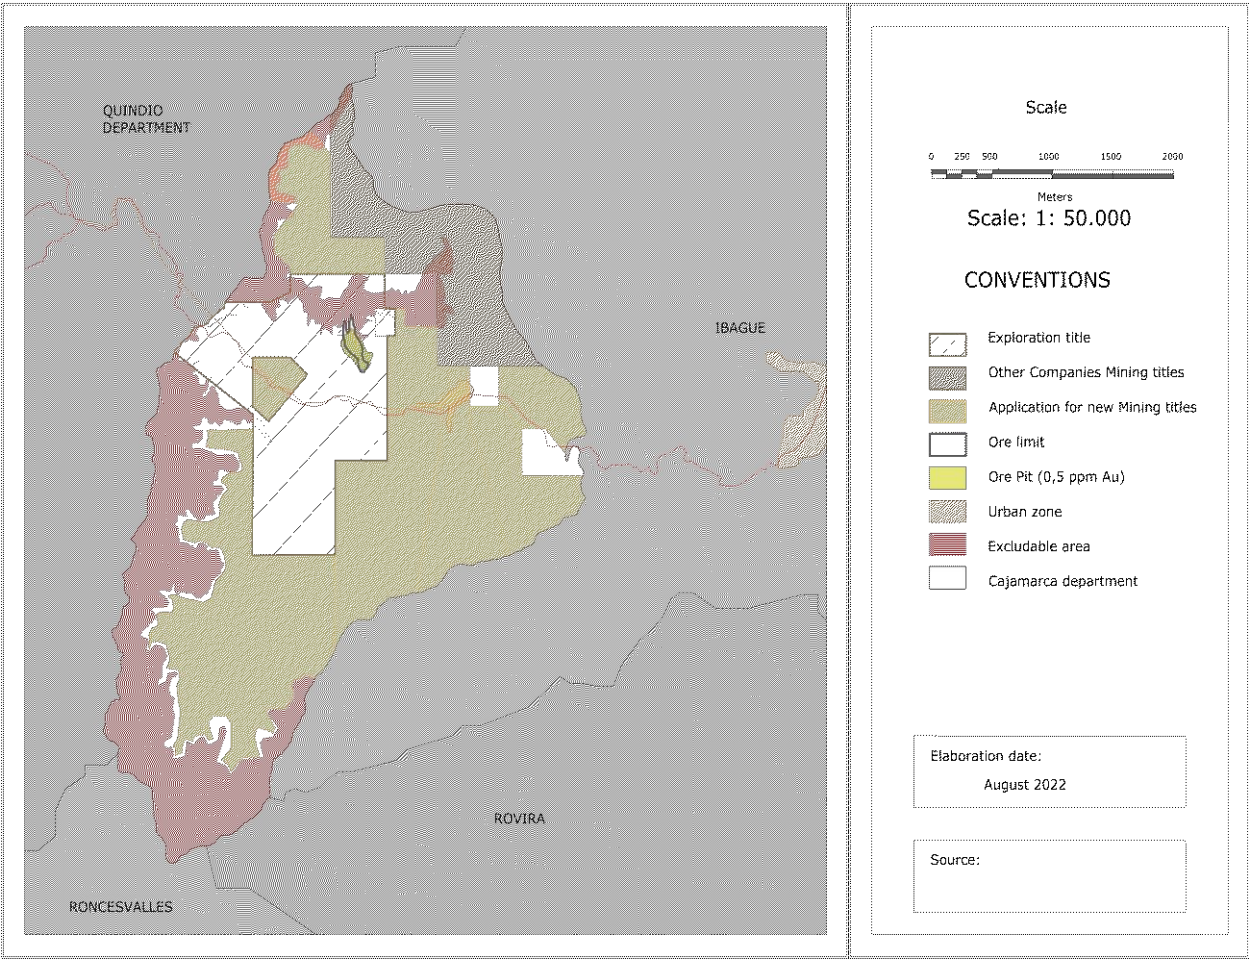 QUINDIO
DEPARTMENT
IBAGUE
ROVIRA
RONCESVALLES
Scale
0 250 500 1000 1500 2000
Meters
Scale: 1: 50.000
CONVENTIONS
Exploration title
Other Companies Mining titles
Application for new Mining titles
Ore limit
Ore Pit (0,5 ppm Au)
Urban zone
Excludable area
Cajamarca department
Elaboration date:
August 2022
Source: